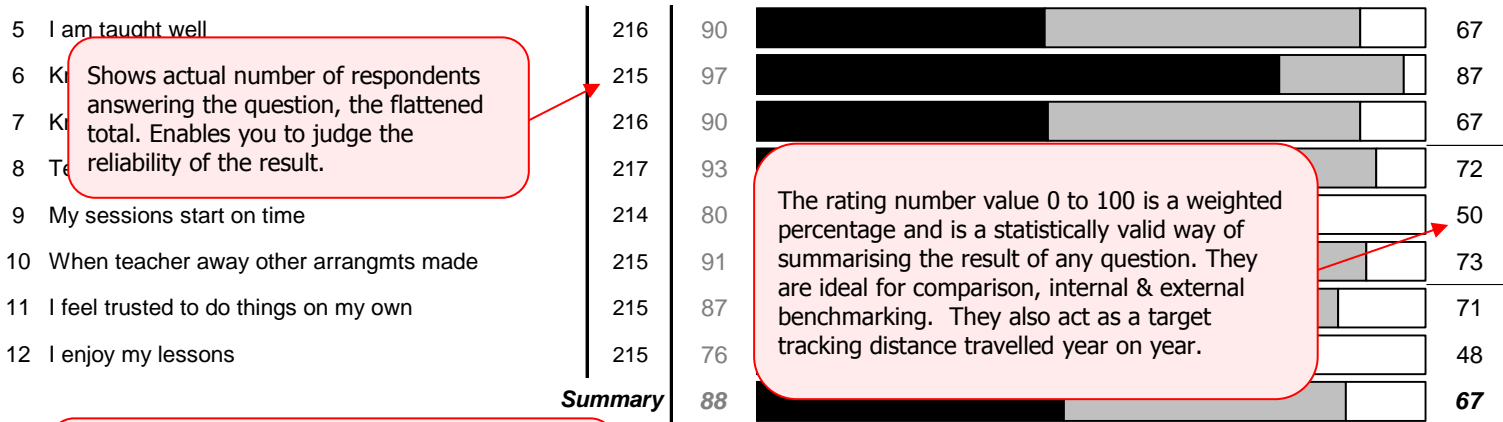 5 I am taught well 216 90 67
6 215 97 87
7 216 90 67
8 217 93 72
9 My sessions start on time 214 80 50
10 When teacher away other arrangmts made 215 91 73
11 I feel trusted to do things on my own 215 87 71
12 I enjoy my lessons 215 76 48
Summary 88 67
Shows actual number of respondents
answering the question, the flattened
total. Enables you to judge the
reliability of the result.
The rating number value 0 to 100 is a weighted
percentage and is a statistically valid way of
summarising the result of any question. They
are ideal for comparison, internal & external
benchmarking. They also act as a target
tracking distance travelled year on year.